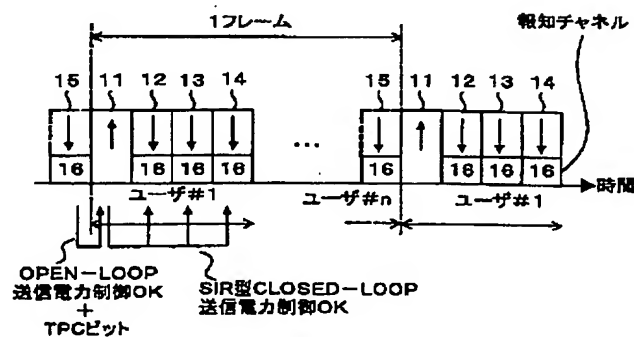 1フレーム
報知チャネル
15 11 12 13 14 15 11 12 13 14
...
16 16 16 16 16 16 16 16
時間
ユーザ#1 ユーザ#n ユーザ#1
OPEN-LOOP
送信電力制御OK
+
TPCビット
SIR型CLOSED-LOOP
送信電力制御OK